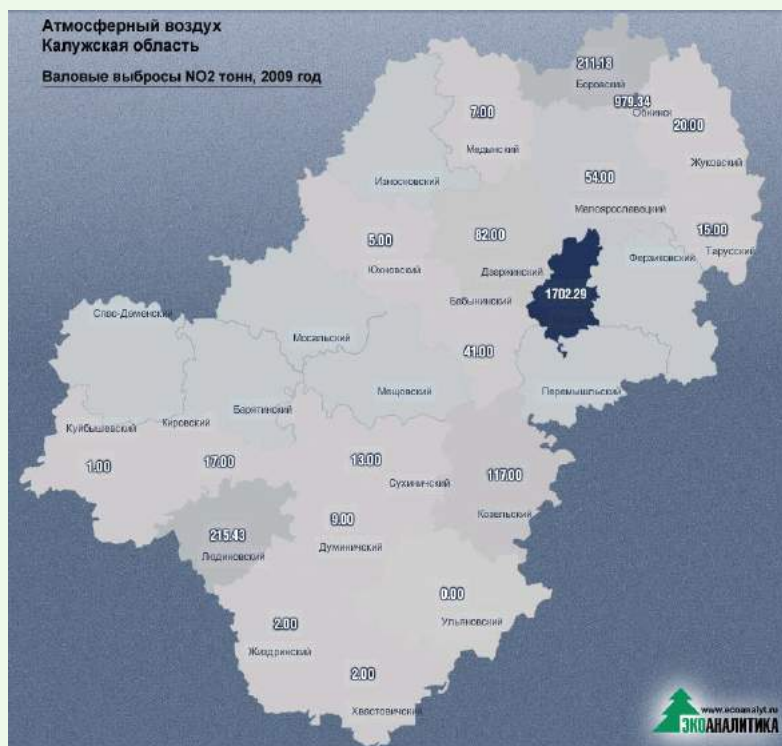 Атмосферный воздух
Калужская область
Валовые выбросы NO2 тонн, 2009 год
211.18
Боровский
979.34
Обнинск
7.00
Медынский
20.00
Жуковский
Износковский
54.00
Малоярославецкий
15.00
Тарусский
5.00
Юхновский
82.00
Дзержинский
Ферзиковский
1702.29
Бабынинский
41.00
Спас-Деменский
Мосальский
Мещовский
Перемышльский
Барятинский
Куйбышевский
1.00
Кировский
17.00
13.00
Сухиничский
117.00
Козельский
215.43
Людиновский
9.00
Думиничский
0.00
Ульяновский
2.00
Жиздринский
2.00
Хвастовичский
www.ecoanalyt.ru
ЭКОАНАЛИТИКА